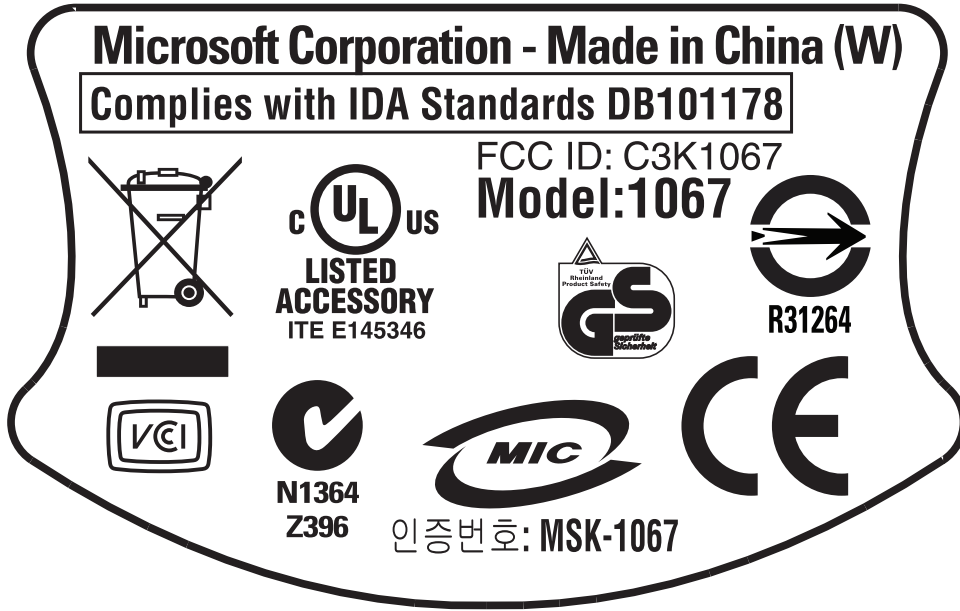 Microsoft Corporation - Made in China (W)
Complies with IDA Standards DB101178
FCC ID: C3K1067
Model:1067
C UL US
LISTED
ACCESSORY
ITE E145346
TÜV
Rheinland
Product Safety
GS
geprüfte
Sicherheit
R31264
VCCI
N1364
Z396
MIC
인증번호: MSK-1067
CE